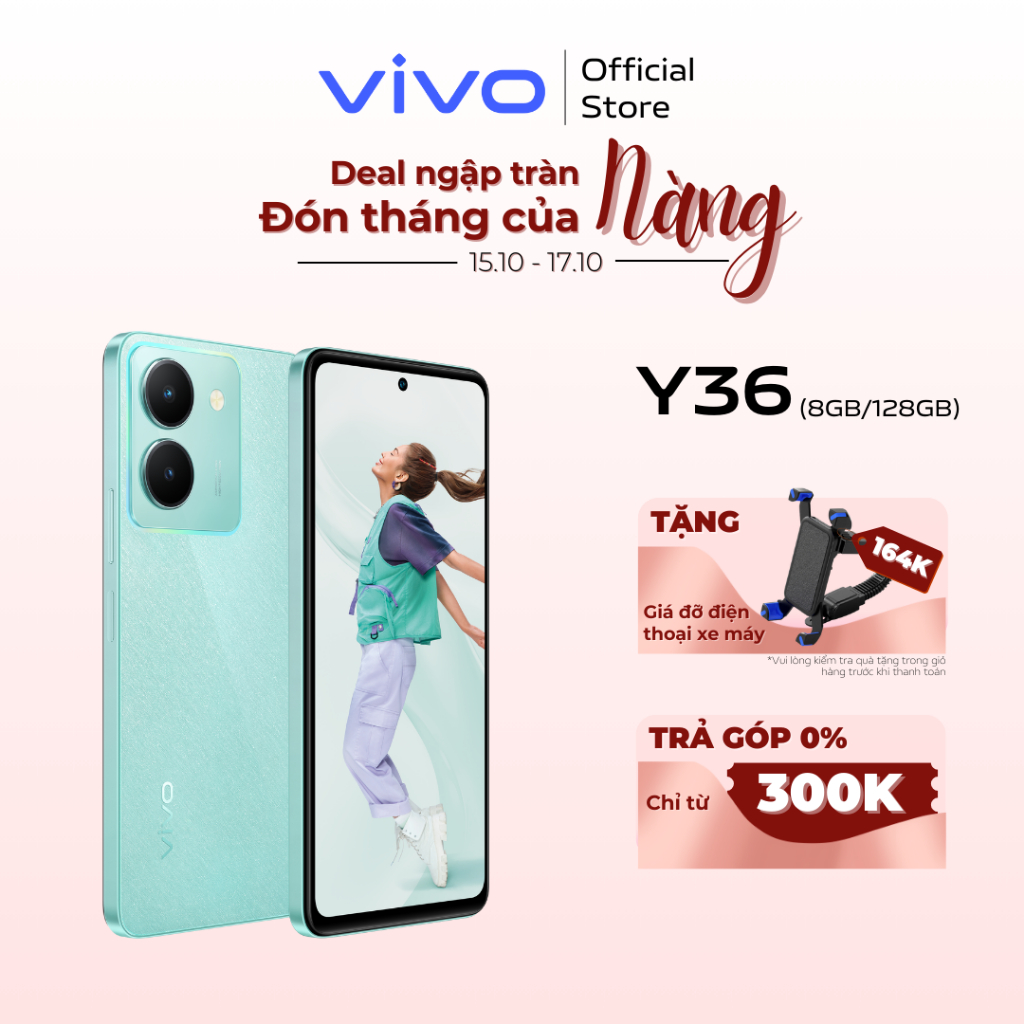 vivo
Official
Store
Deal ngập tràn
Đón tháng của
Nàng
15.10 - 17.10
Y36 (8GB/128GB)
TẶNG
164K
Giá đỡ điện
thoại xe máy
*Vui lòng kiểm tra quà tặng trong giỏ
hàng trước khi thanh toán
TRẢ GÓP 0%
Chỉ từ
300K
vivo